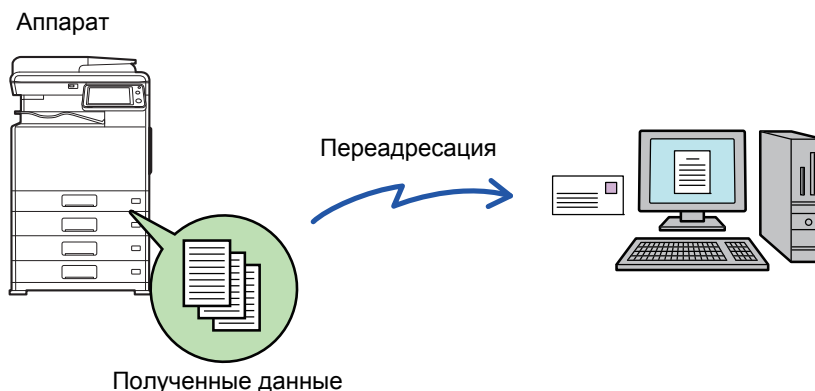 Аппарат
Переадресация
Полученные данные